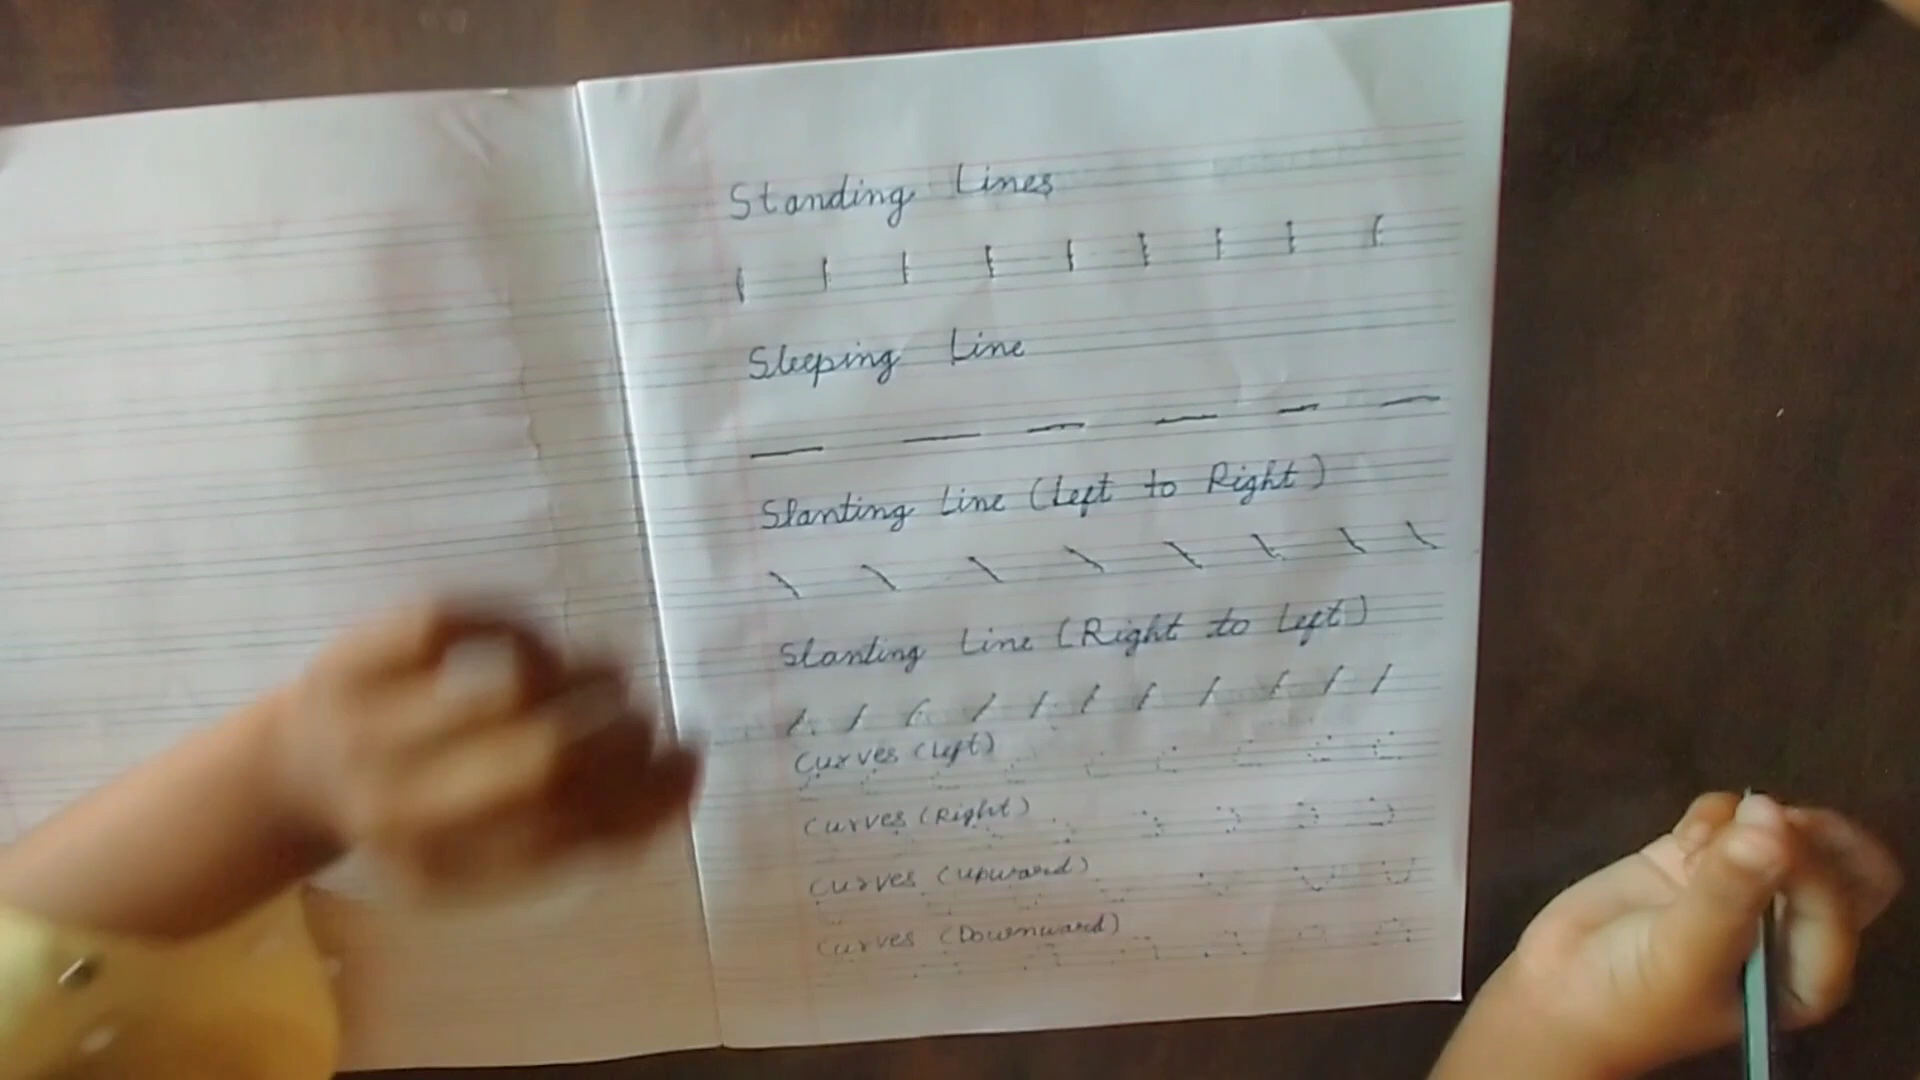 Standing Lines
Sleeping Line
Slanting Line (Left to Right)
Slanting Line (Right to Left)
Curves (Left)
Curves (Right)
Curves (Upward)
Curves (Downward)